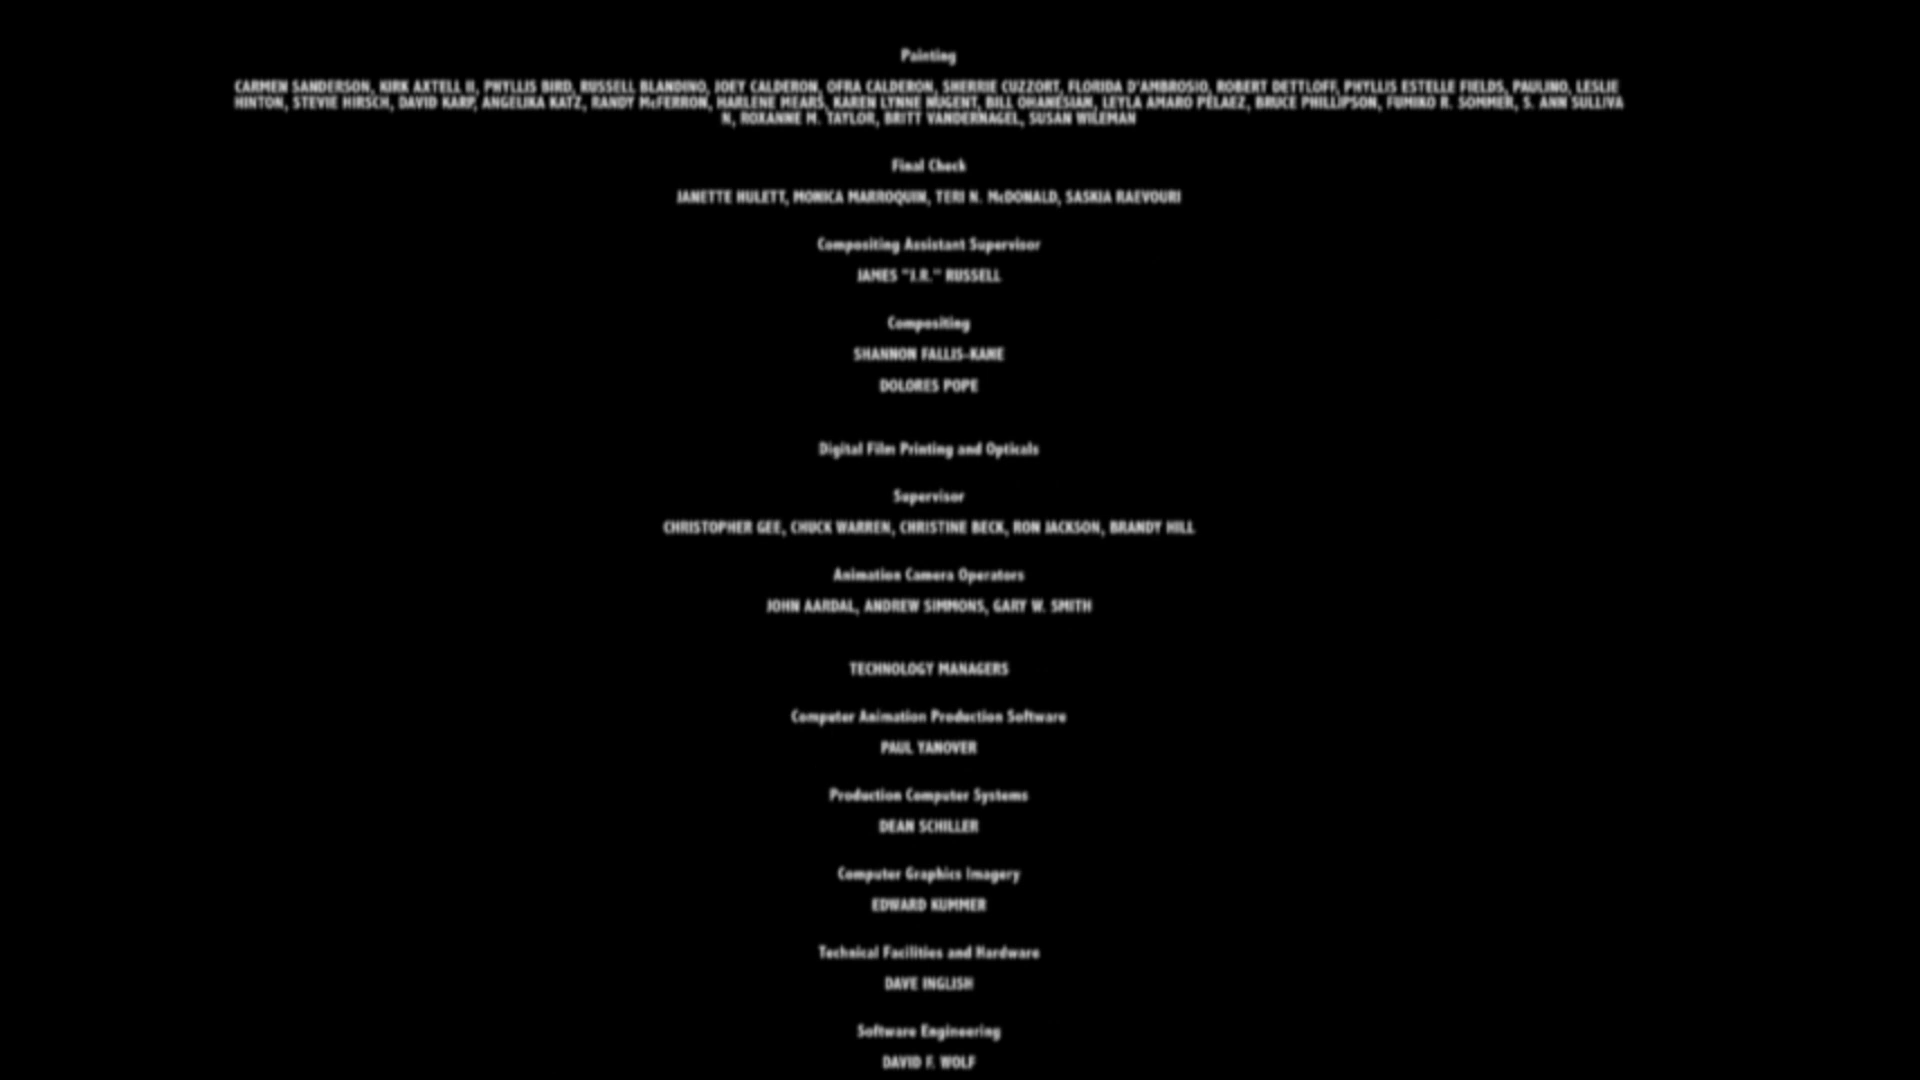 Painting
CARMEN SANDERSON, KIRK AXTELL II, PHYLLIS BIRD, RUSSELL BLANDINO, JOEY CALDERON, OFRA CALDERON, SHERRIE CUZZORT, FLORIDA D'AMBROSIO, ROBERT DETTLOFF, PHYLLIS ESTELLE FIELDS, PAULINO, LESLIE
HINTON, STEVIE HIRSCH, DAVID KARP, ANGELIKA KATZ, RANDY McFERRON, HARLENE MEARS, KAREN LYNNE NUGENT, BILL OHANESIAN, LEYLA AMARO PELAEZ, BRUCE PHILLIPSON, FUMIKO R. SOMMER, S. ANN SULLIVA
N, ROXANNE M. TAYLOR, BRITT VANDERNAGEL, SUSAN WILEMAN
Final Check
JANETTE HULETT, MONICA MARROQUIN, TERI N. McDONALD, SASKIA RAEVOURI
Compositing Assistant Supervisor
JAMES "J.R." RUSSELL
Compositing
SHANNON FALLIS-KANE
DOLORES POPE
Digital Film Printing and Opticals
Supervisor
CHRISTOPHER GEE, CHUCK WARREN, CHRISTINE BECK, RON JACKSON, BRANDY HILL
Animation Camera Operators
JOHN AARDAL, ANDREW SIMMONS, GARY W. SMITH
TECHNOLOGY MANAGERS
Computer Animation Production Software
PAUL YANOVER
Production Computer Systems
DEAN SCHILLER
Computer Graphics Imagery
EDWARD KUMMER
Technical Facilities and Hardware
DAVE INGLISH
Software Engineering
DAVID F. WOLF